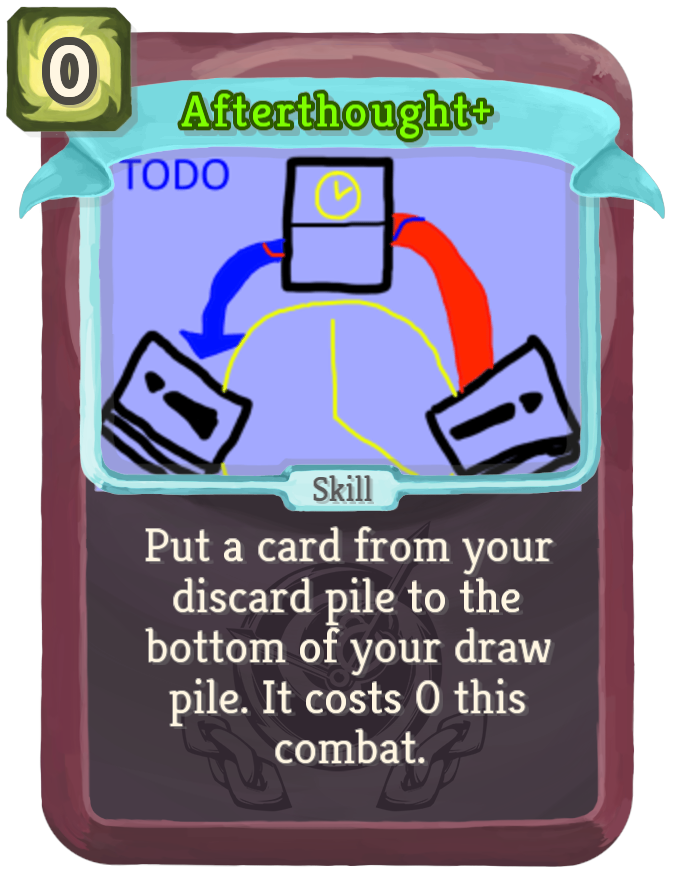 0
Afterthought+
TODO
Skill
Put a card from your
discard pile to the
bottom of your draw
pile. It costs 0 this
combat.